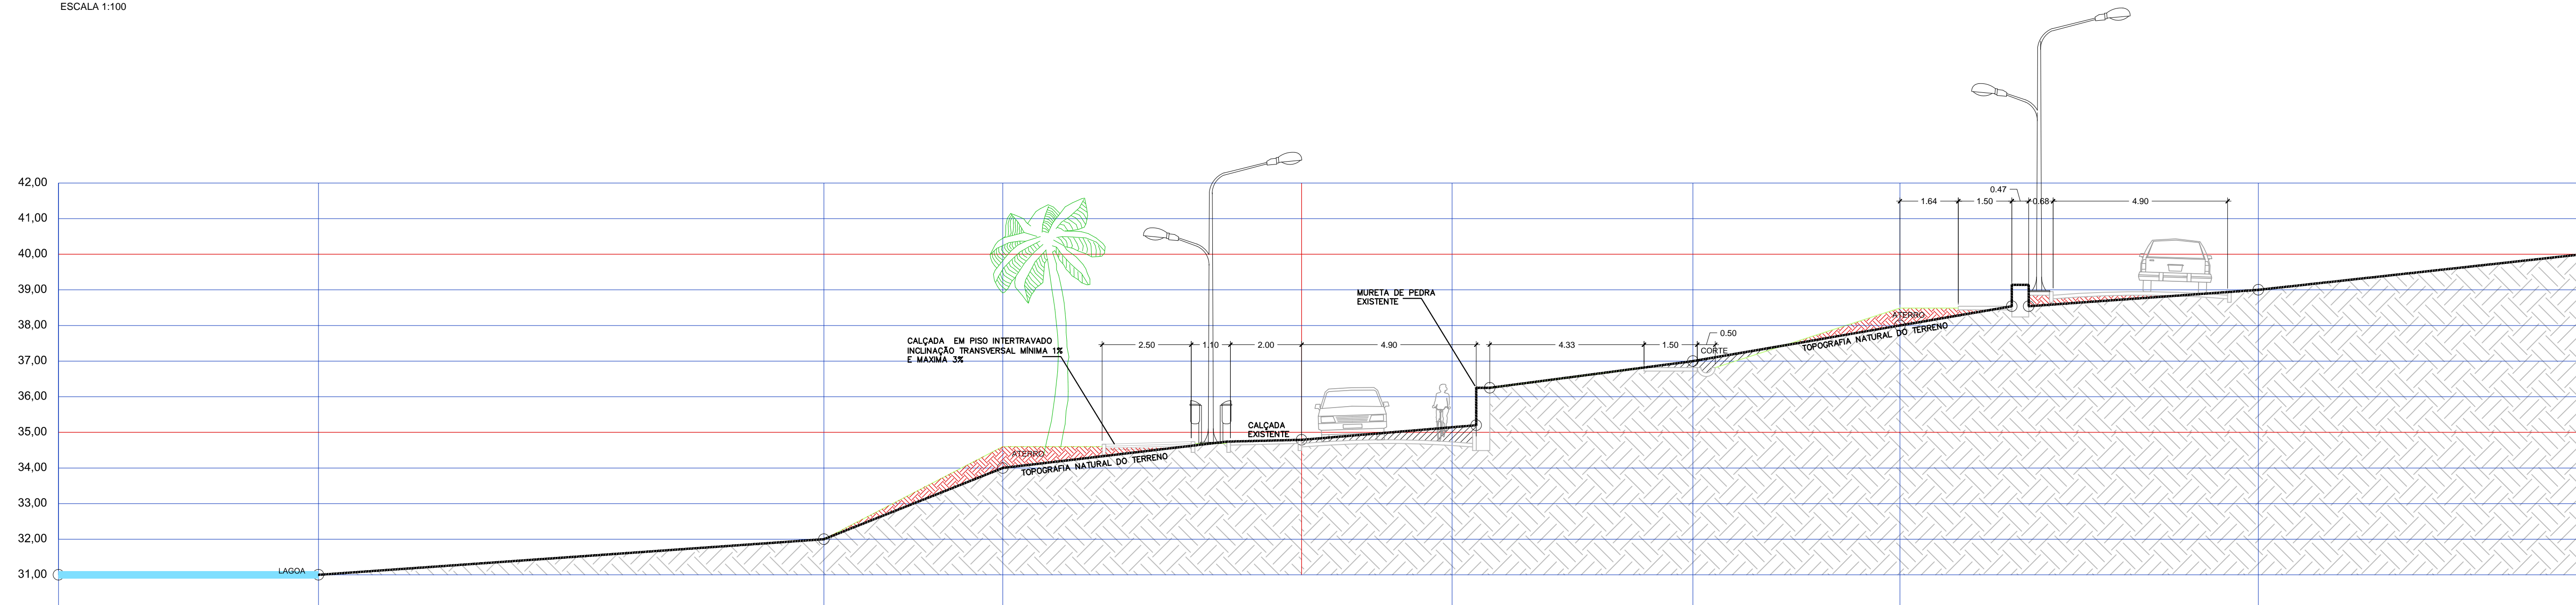 ESCALA 1:100
42,00
41,00
40,00
39,00
38,00
37,00
36,00
35,00
34,00
33,00
32,00
31,00
LAGOA
CALÇADA EM PISO INTERTRAVADO
INCLINAÇÃO TRANSVERSAL MÍNIMA 1%
E MAXIMA 3%
ATERRO
TOPOGRAFIA NATURAL DO TERRENO
2.50
1.10
2.00
4.90
CALÇADA
EXISTENTE
MURETA DE PEDRA
EXISTENTE
4.33
1.50
0.50
CORTE
ATERRO
TOPOGRAFIA NATURAL DO TERRENO
1.64
1.50
0.47
0.68
4.90